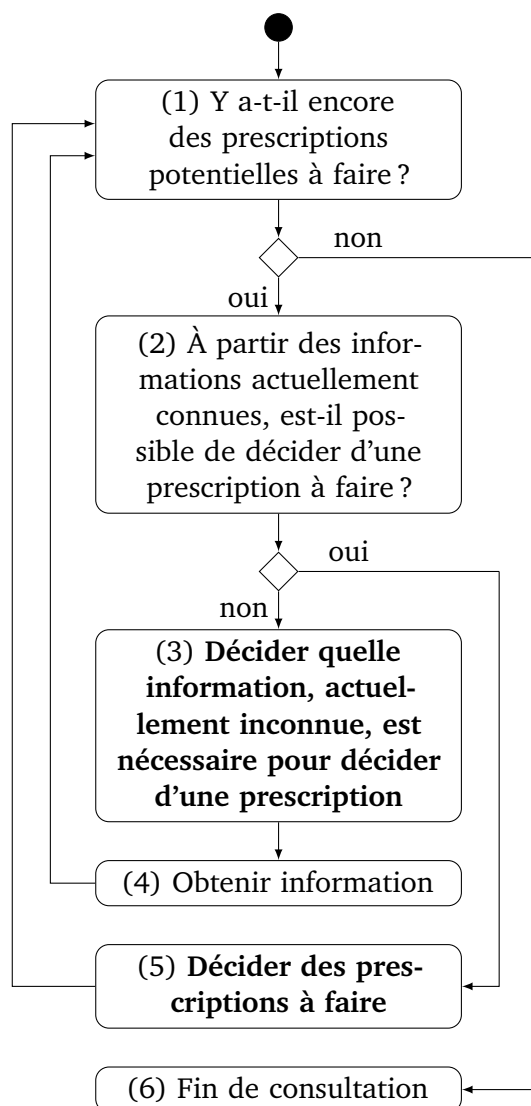 (1) Y a-t-il encore
des prescriptions
potentielles à faire ?
non
oui
(2) À partir des infor-
mations actuellement
connues, est-il pos-
sible de décider d'une
prescription à faire ?
oui
non
(3) Décider quelle
information, actuel-
lement inconnue, est
nécessaire pour décider
d'une prescription
(4) Obtenir information
(5) Décider des pres-
criptions à faire
(6) Fin de consultation